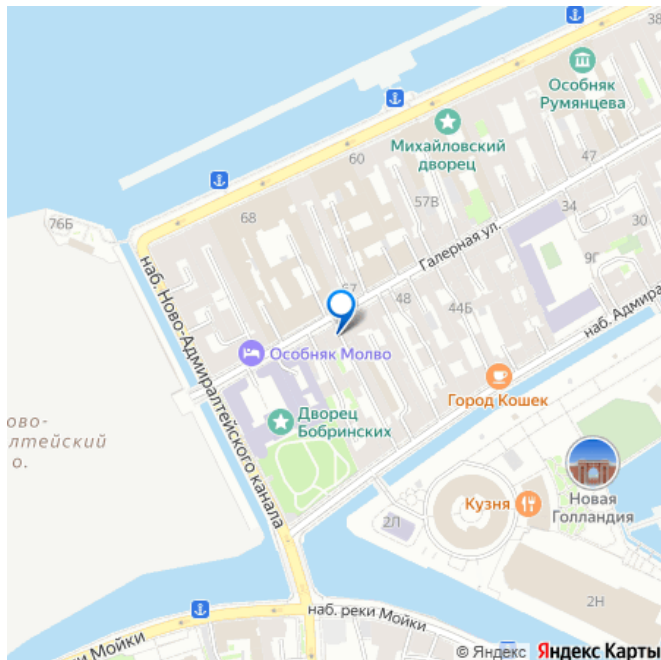 38
Особняк
Румянцева
Михайловский
дворец
60
47
57В
68
34
30
76Б
Галерная ул.
9Г
67
48
44Б
наб. Ново-Адмиралтейского канала
наб. Адмира
Особняк Молво
Город Кошек
Дворец
Бобринских
ово-
алтейский
о.
Кузня
Новая
Голландия
2Л
2Н
наб. реки Мойки
ки Мойки
© Яндекс Яндекс Карты